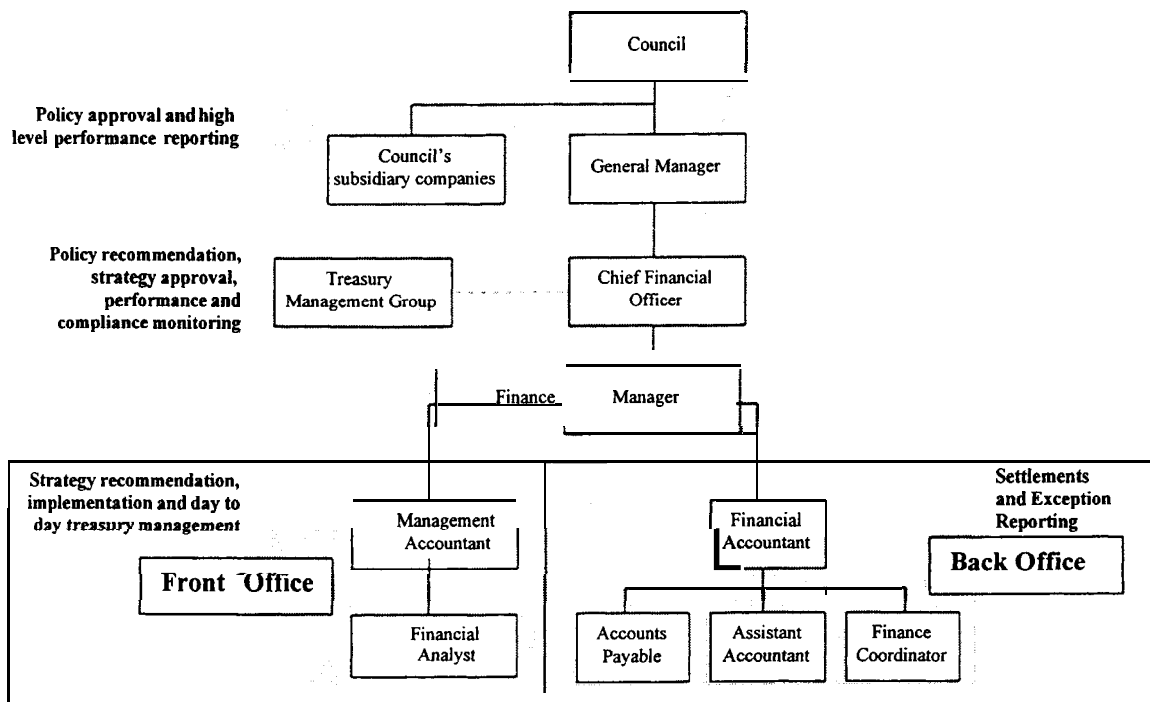 Council
Policy approval and high
level performance reporting
Council's
subsidiary companies
General Manager
Policy recommendation,
strategy approval,
performance and
compliance monitoring
Treasury
Management Group
Chief Financial
Officer
Finance Manager
Strategy recommendation,
implementation and day to
day treasury management
Front Office
Management
Accountant
Financial
Analyst
Financial
Accountant
Settlements
and Exception
Reporting
Back Office
Accounts
Payable
Assistant
Accountant
Finance
Coordinator